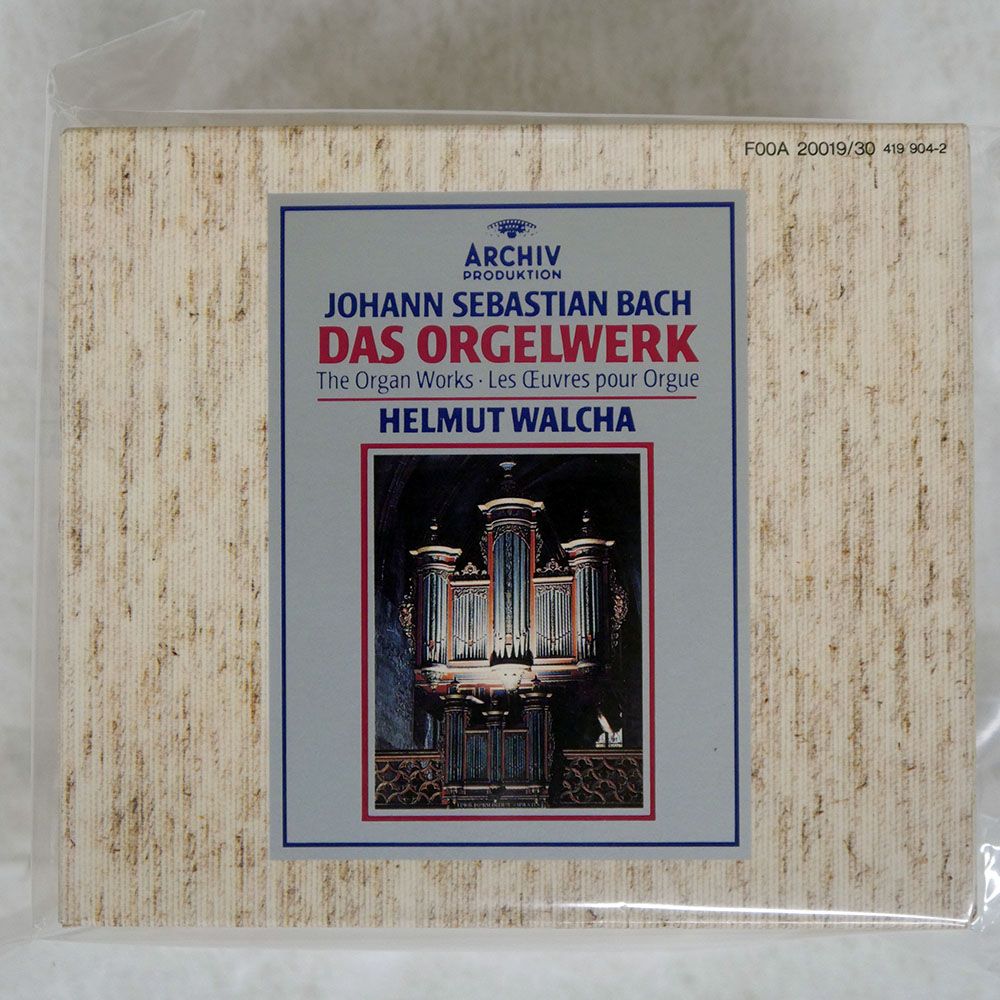 F00A 20019/30 419 904-2
ARCHIV
PRODUKTION
JOHANN SEBASTIAN BACH
DAS ORGELWERK
The Organ Works · Les Œuvres pour Orgue
HELMUT WALCHA